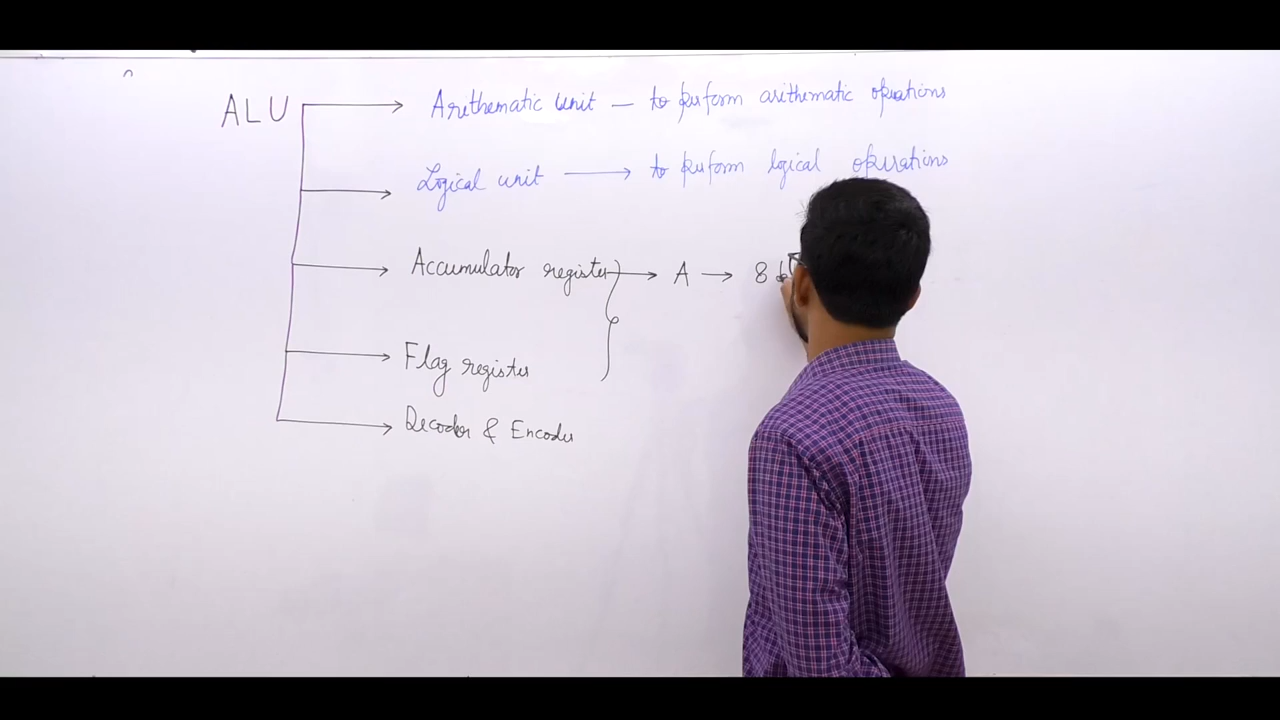 ALU
Arethematic unit — to perform arithematic operations
Logical unit → to perform logical operations
Accumulator register → A → 8 b
Flag register
Decoder & Encoder